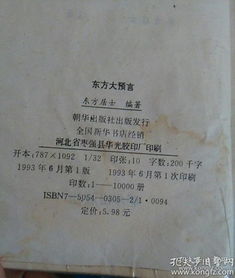 东方大预言
东方居士 编著
朝华出版社出版发行
全国新华书店经销
河北省枣强县华光胶印厂印刷
开本:787×1092 1/32 印张:10 字数:200千字
1993年6月第1版 1993年6月第1次印刷
印数:1——10000册
ISBN7-5054-0305-2/1·0094
定价:5.98元
孔夫子旧书网
www.kongfz.com